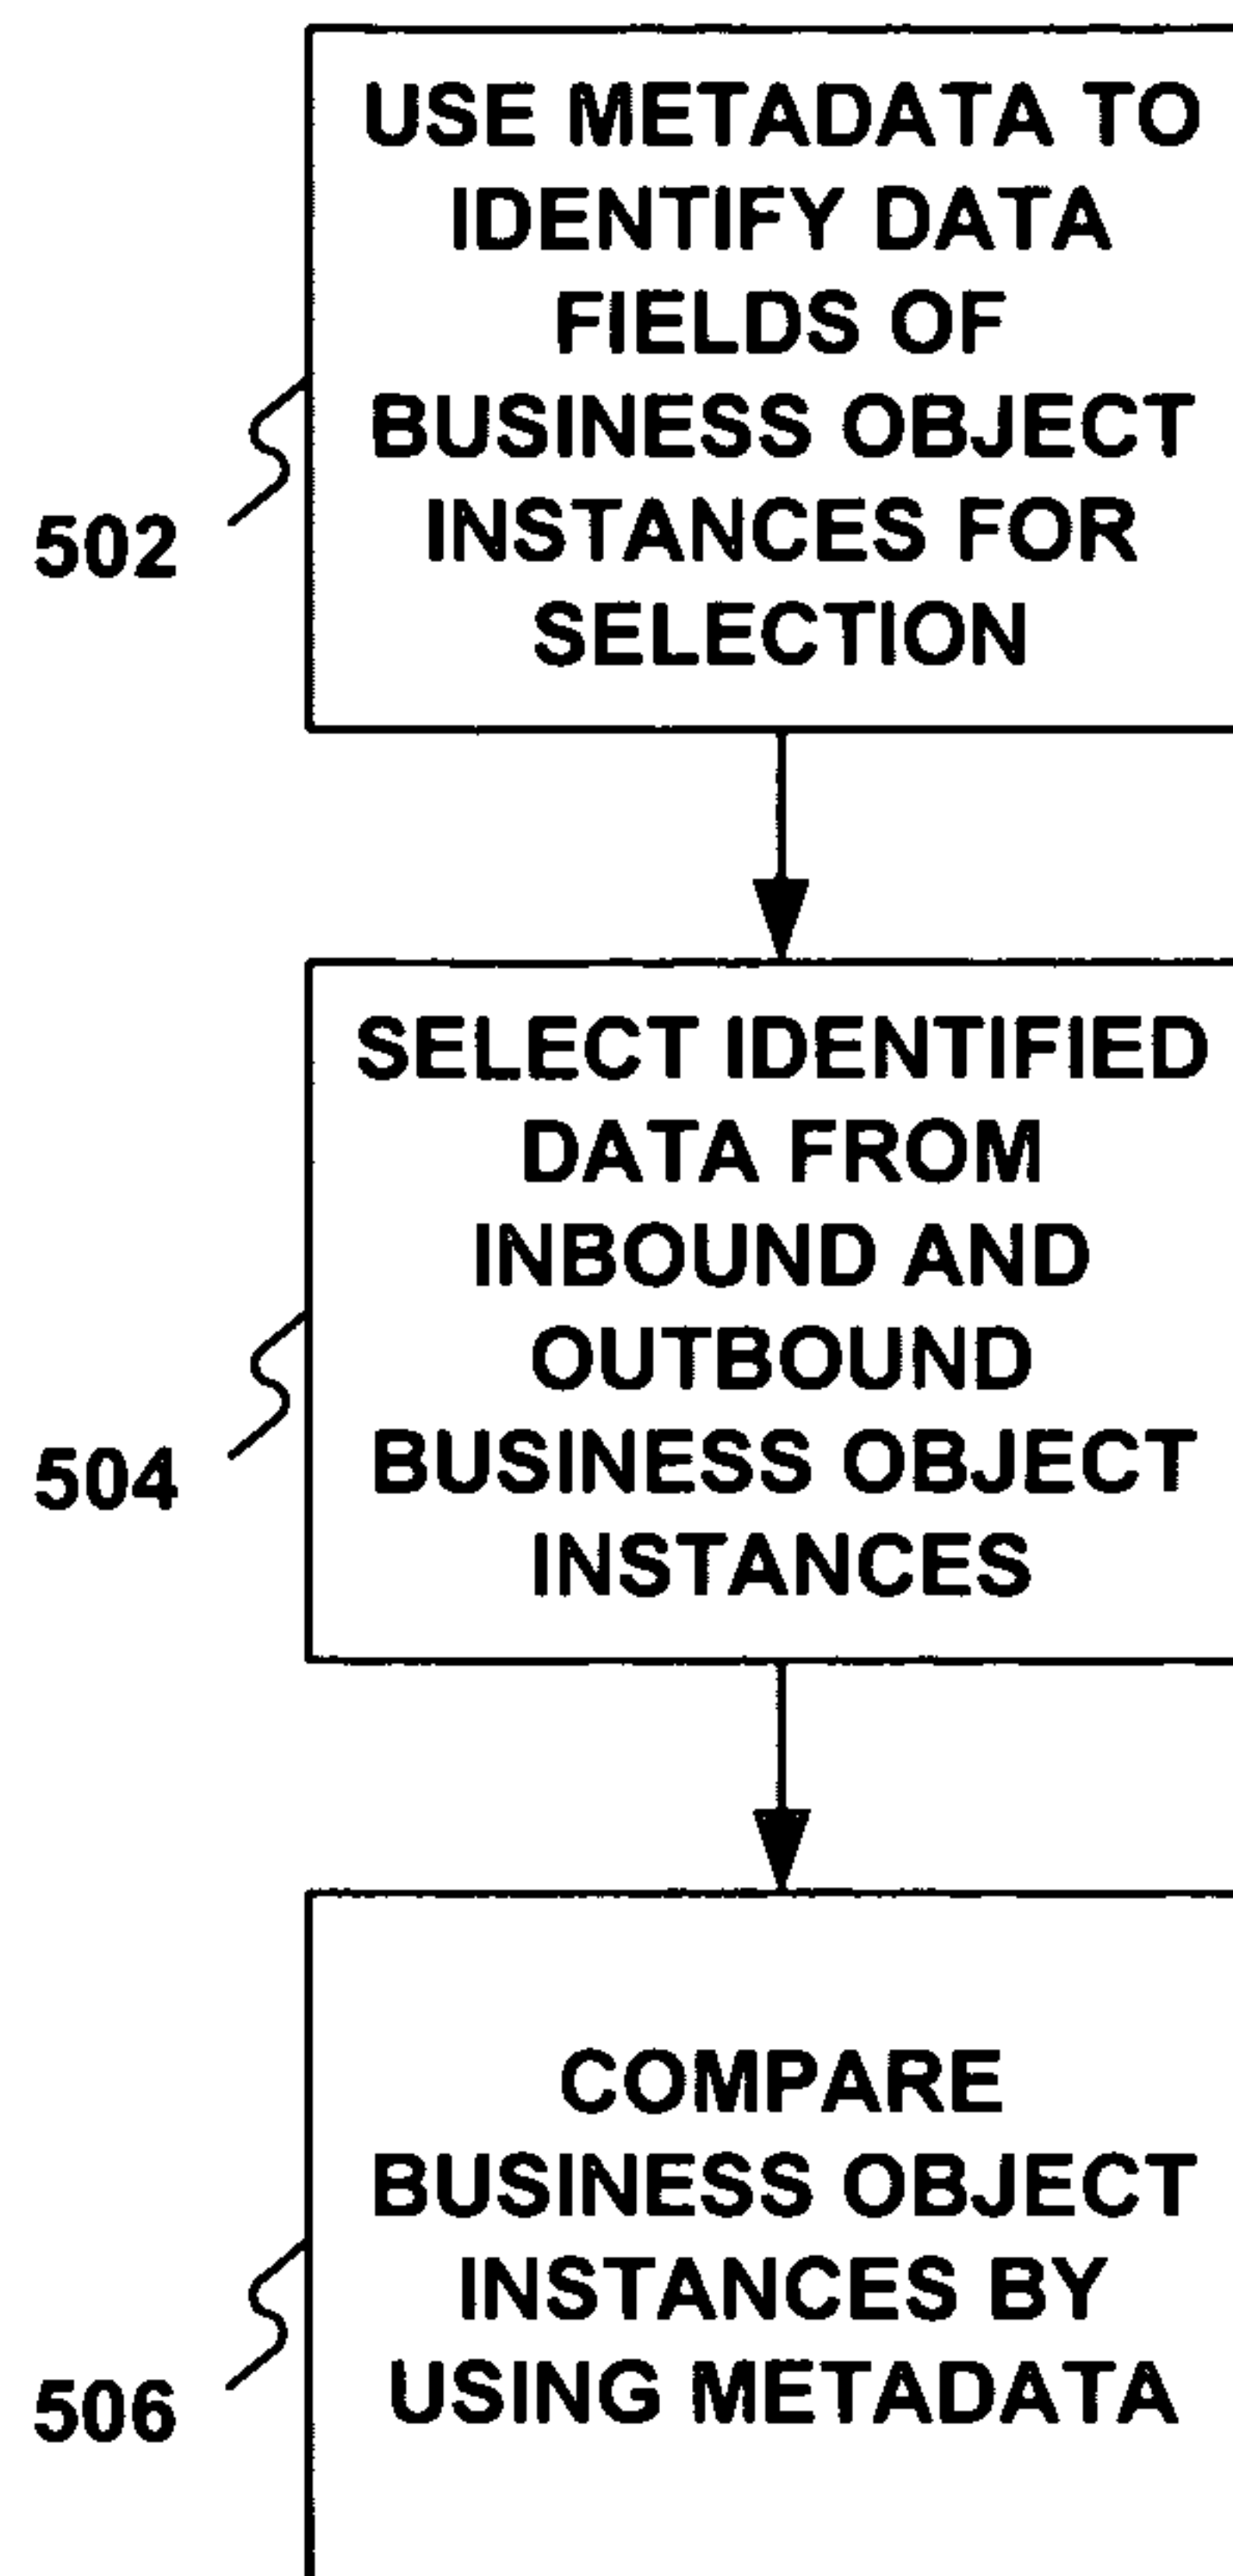 USE METADATA TO
IDENTIFY DATA
FIELDS OF
BUSINESS OBJECT
INSTANCES FOR
SELECTION
502
SELECT IDENTIFIED
DATA FROM
INBOUND AND
OUTBOUND
BUSINESS OBJECT
INSTANCES
504
COMPARE
BUSINESS OBJECT
INSTANCES BY
USING METADATA
506